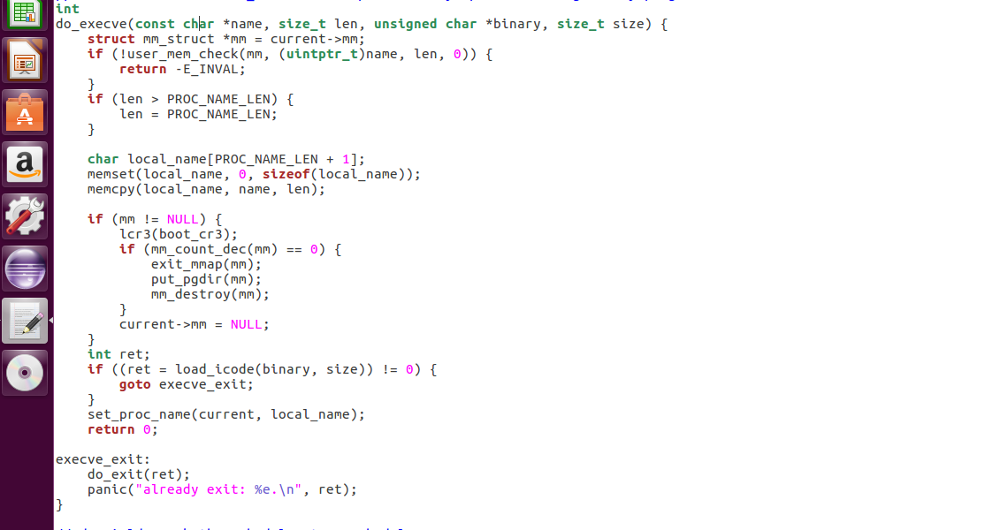 int
do_execve(const char *name, size_t len, unsigned char *binary, size_t size) {
    struct mm_struct *mm = current->mm;
    if (!user_mem_check(mm, (uintptr_t)name, len, 0)) {
        return -E_INVAL;
    }
    if (len > PROC_NAME_LEN) {
        len = PROC_NAME_LEN;
    }

    char local_name[PROC_NAME_LEN + 1];
    memset(local_name, 0, sizeof(local_name));
    memcpy(local_name, name, len);

    if (mm != NULL) {
        lcr3(boot_cr3);
        if (mm_count_dec(mm) == 0) {
            exit_mmap(mm);
            put_pgdir(mm);
            mm_destroy(mm);
        }
        current->mm = NULL;
    }
    int ret;
    if ((ret = load_icode(binary, size)) != 0) {
        goto execve_exit;
    }
    set_proc_name(current, local_name);
    return 0;

execve_exit:
    do_exit(ret);
    panic("already exit: %e.\n", ret);
}